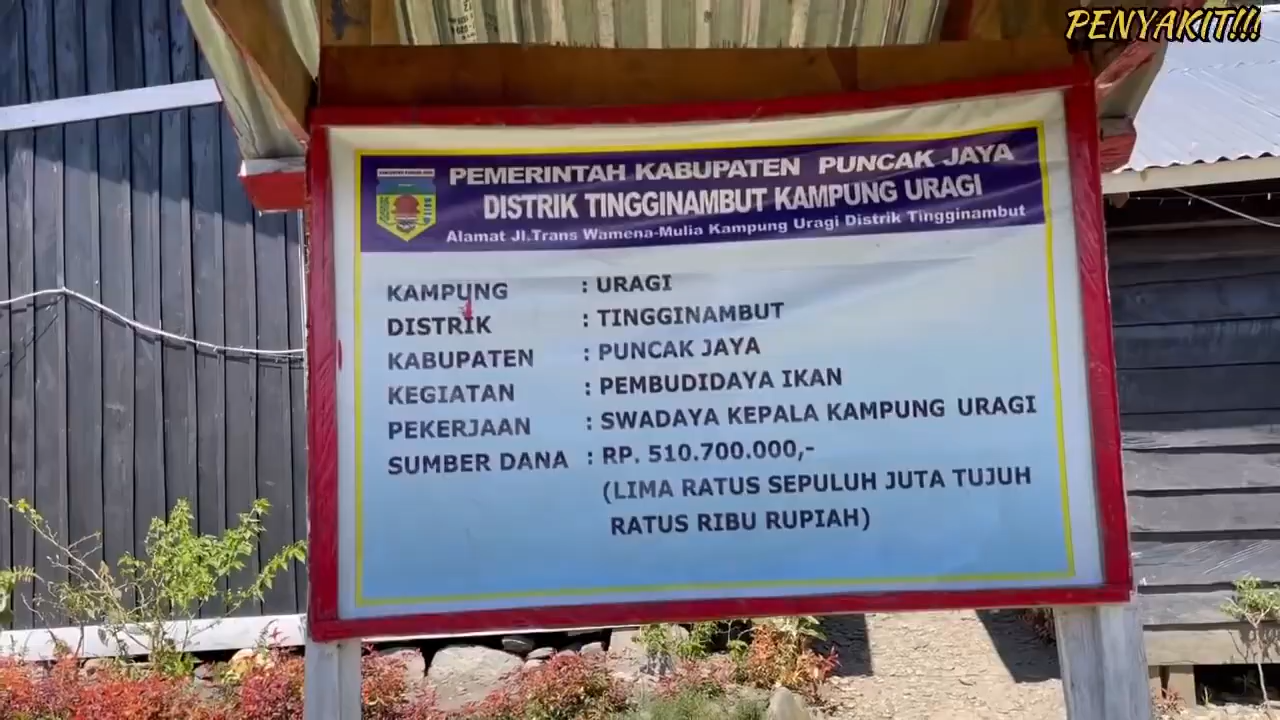 PENYAKIT!!!
PEMERINTAH KABUPATEN PUNCAK JAYA
DISTRIK TINGGINAMBUT KAMPUNG URAGI
Alamat Jl.Trans Wamena-Mulia Kampung Uragi Distrik Tingginambut
KAMPUNG : URAGI
DISTRIK : TINGGINAMBUT
KABUPATEN : PUNCAK JAYA
KEGIATAN : PEMBUDIDAYA IKAN
PEKERJAAN : SWADAYA KEPALA KAMPUNG URAGI
SUMBER DANA : RP. 510.700.000,-
(LIMA RATUS SEPULUH JUTA TUJUH
RATUS RIBU RUPIAH)